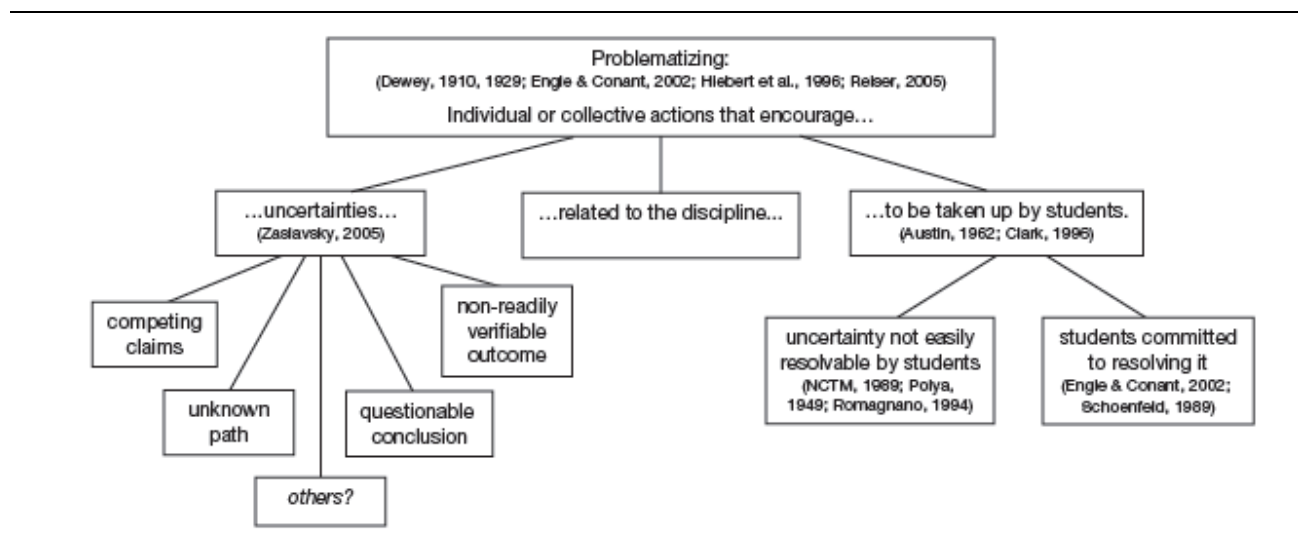 Problematizing:
(Dewey, 1910, 1929; Engle & Conant, 2002; Hiebert et al., 1996; Reiser, 2005)
Individual or collective actions that encourage…
…uncertainties…
(Zaslavsky, 2005)
…related to the discipline...
…to be taken up by students.
(Austin, 1962; Clark, 1996)
competing
claims
unknown
path
others?
questionable
conclusion
non-readily
verifiable
outcome
uncertainty not easily
resolvable by students
(NCTM, 1989; Polya,
1949; Romagnano, 1994)
students committed
to resolving it
(Engle & Conant, 2002;
Schoenfeld, 1989)